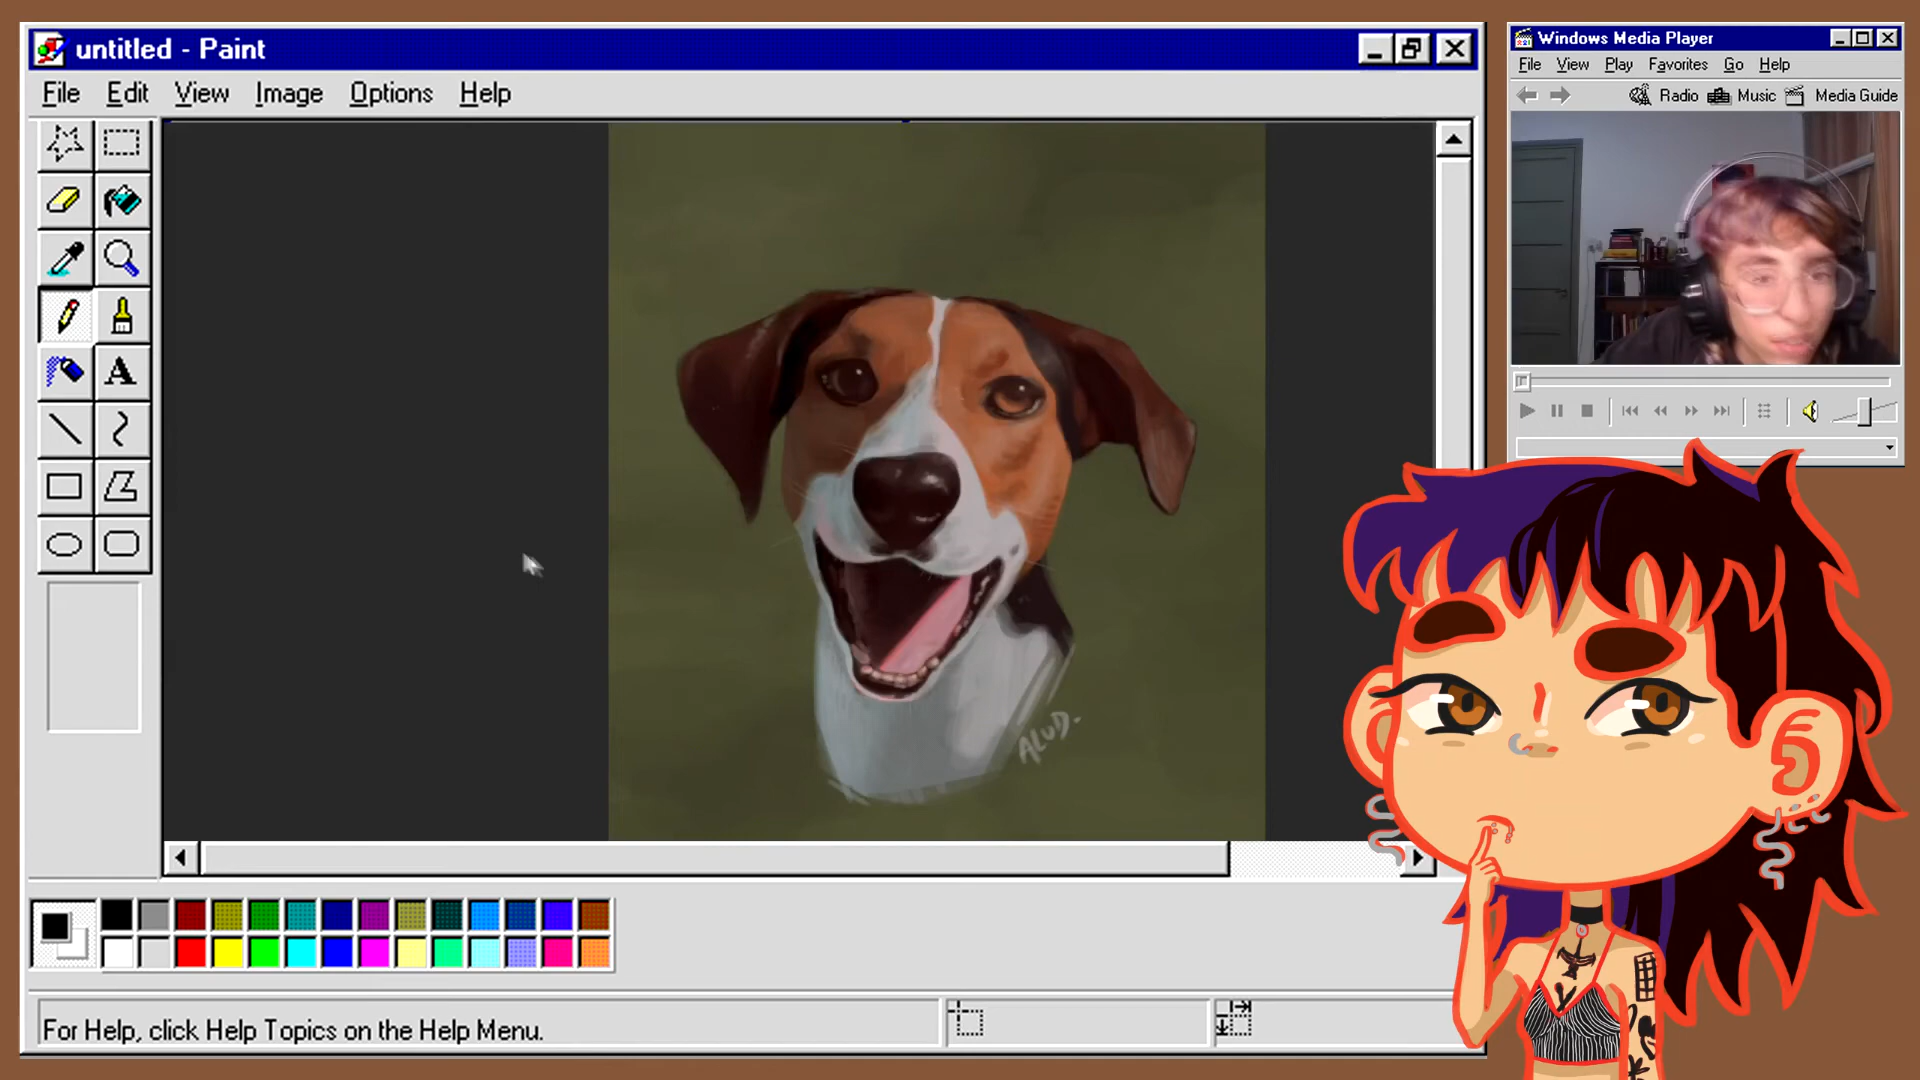 untitled - Paint
File Edit View Image Options Help
A
ALUD.
For Help, click Help Topics on the Help Menu.
Windows Media Player
File View Play Favorites Go Help
Radio Music Media Guide